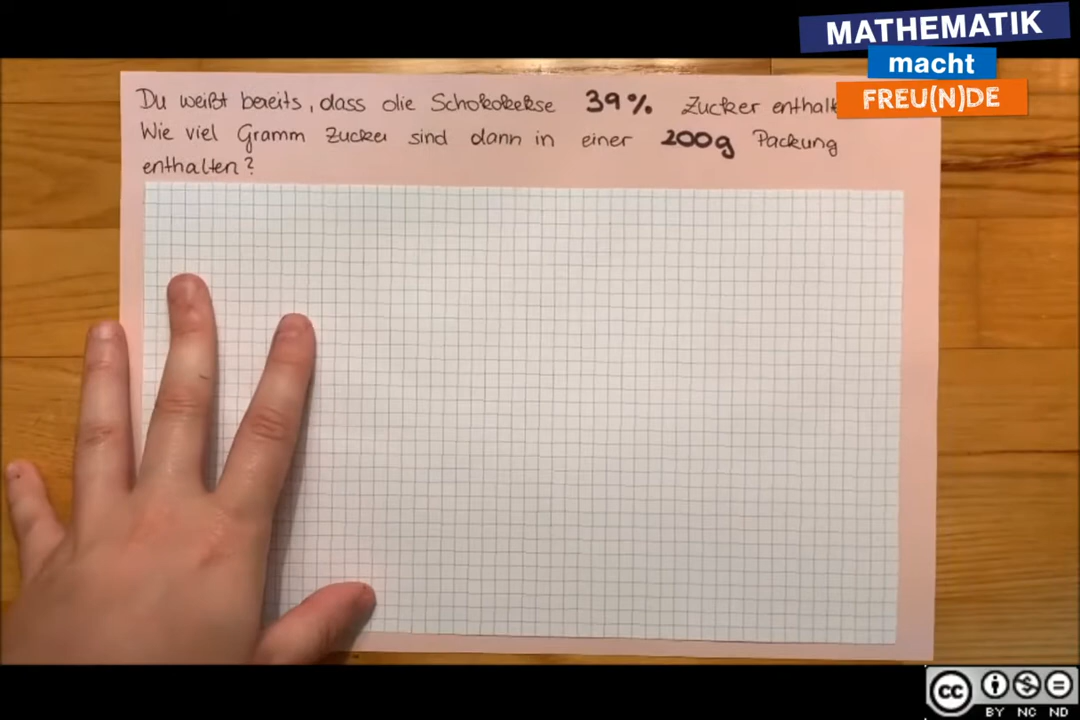 MATHEMATIK
macht
FREU(N)DE
Du weißt bereits, dass die Schokokekse 39% Zucker enthalt
Wie viel Gramm Zucker sind dann in einer 200g Packung
enthalten?
cc
BY NC ND